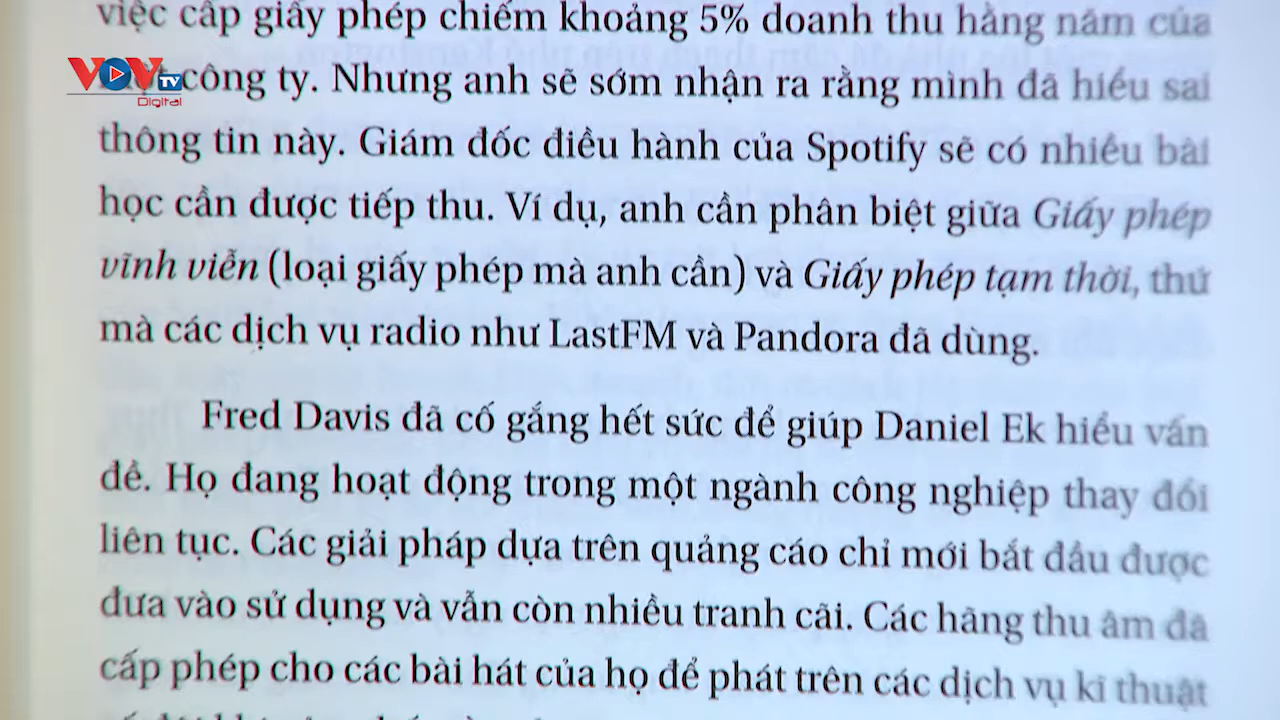 việc cấp giấy phép chiếm khoảng 5% doanh thu hằng năm của
VOVTV
Digital
công ty. Nhưng anh sẽ sớm nhận ra rằng mình đã hiểu sai
thông tin này. Giám đốc điều hành của Spotify sẽ có nhiều bài
học cần được tiếp thu. Ví dụ, anh cần phân biệt giữa Giấy phép
vĩnh viễn (loại giấy phép mà anh cần) và Giấy phép tạm thời, thứ
mà các dịch vụ radio như LastFM và Pandora đã dùng.
Fred Davis đã cố gắng hết sức để giúp Daniel Ek hiểu vấn
đề. Họ đang hoạt động trong một ngành công nghiệp thay đổi
liên tục. Các giải pháp dựa trên quảng cáo chỉ mới bắt đầu được
đưa vào sử dụng và vẫn còn nhiều tranh cãi. Các hãng thu âm đã
cấp phép cho các bài hát của họ để phát trên các dịch vụ kĩ thuật